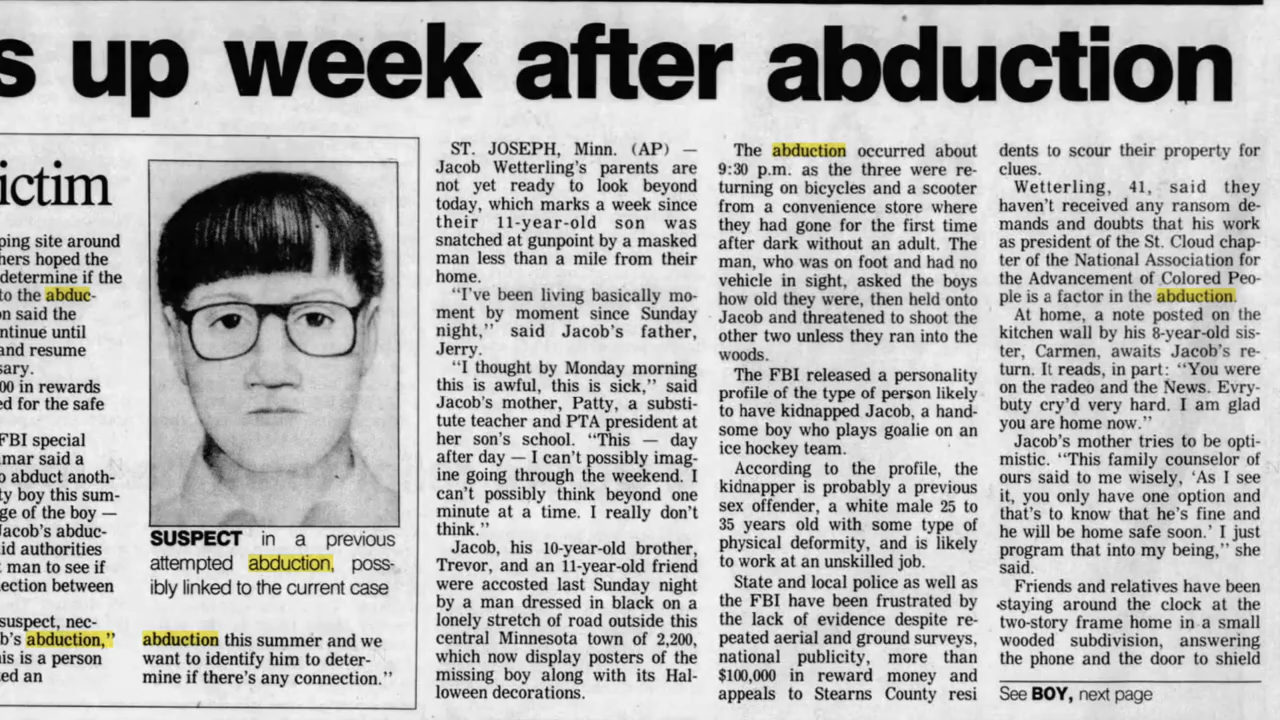 s up week after abduction
ictim
ping site around
hers hoped the
determine if the
to the abduc-
on said the
ntinue until
and resume
sary.
00 in rewards
ed for the safe
FBI special
mar said a
o abduct anoth-
ty boy this sum-
ge of the boy —
Jacob's abduc-
id authorities
t man to see if
ection between
suspect, nec-
b's abduction,"
is is a person
ed an
SUSPECT in a previous
attempted abduction, poss-
ibly linked to the current case
abduction this summer and we
want to identify him to deter-
mine if there's any connection."
ST. JOSEPH, Minn. (AP) —
Jacob Wetterling's parents are
not yet ready to look beyond
today, which marks a week since
their 11-year-old son was
snatched at gunpoint by a masked
man less than a mile from their
home.
"I've been living basically mo-
ment by moment since Sunday
night," said Jacob's father,
Jerry.
"I thought by Monday morning
this is awful, this is sick," said
Jacob's mother, Patty, a substi-
tute teacher and PTA president at
her son's school. "This — day
after day — I can't possibly imag-
ine going through the weekend. I
can't possibly think beyond one
minute at a time. I really don't
think."
Jacob, his 10-year-old brother,
Trevor, and an 11-year-old friend
were accosted last Sunday night
by a man dressed in black on a
lonely stretch of road outside this
central Minnesota town of 2,200,
which now display posters of the
missing boy along with its Hal-
loween decorations.
The abduction occurred about
9:30 p.m. as the three were re-
turning on bicycles and a scooter
from a convenience store where
they had gone for the first time
after dark without an adult. The
man, who was on foot and had no
vehicle in sight, asked the boys
how old they were, then held onto
Jacob and threatened to shoot the
other two unless they ran into the
woods.
The FBI released a personality
profile of the type of person likely
to have kidnapped Jacob, a hand-
some boy who plays goalie on an
ice hockey team.
According to the profile, the
kidnapper is probably a previous
sex offender, a white male 25 to
35 years old with some type of
physical deformity, and is likely
to work at an unskilled job.
State and local police as well as
the FBI have been frustrated by
the lack of evidence despite re-
peated aerial and ground surveys,
national publicity, more than
$100,000 in reward money and
appeals to Stearns County resi
dents to scour their property for
clues.
Wetterling, 41, said they
haven't received any ransom de-
mands and doubts that his work
as president of the St. Cloud chap-
ter of the National Association for
the Advancement of Colored Peo-
ple is a factor in the abduction.
At home, a note posted on the
kitchen wall by his 8-year-old sis-
ter, Carmen, awaits Jacob's re-
turn. It reads, in part: "You were
on the radeo and the News. Evry-
buty cry'd very hard. I am glad
you are home now."
Jacob's mother tries to be opti-
mistic. "This family counselor of
ours said to me wisely, 'As I see
it, you only have one option and
that's to know that he's fine and
he will be home safe soon.' I just
program that into my being," she
said.
Friends and relatives have been
staying around the clock at the
two-story frame home in a small
wooded subdivision, answering
the phone and the door to shield
See BOY, next page